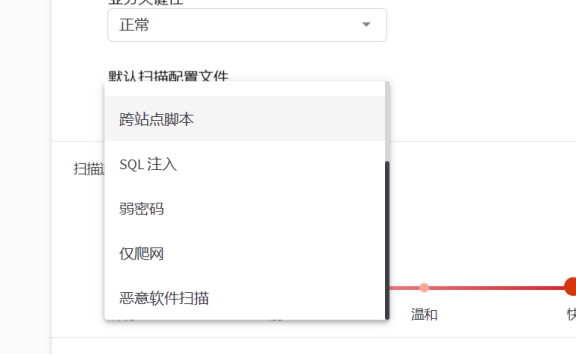 业务关键性
正常
默认扫描配置文件
跨站点脚本
扫描
SQL 注入
弱密码
仅爬网
恶意软件扫描
温和